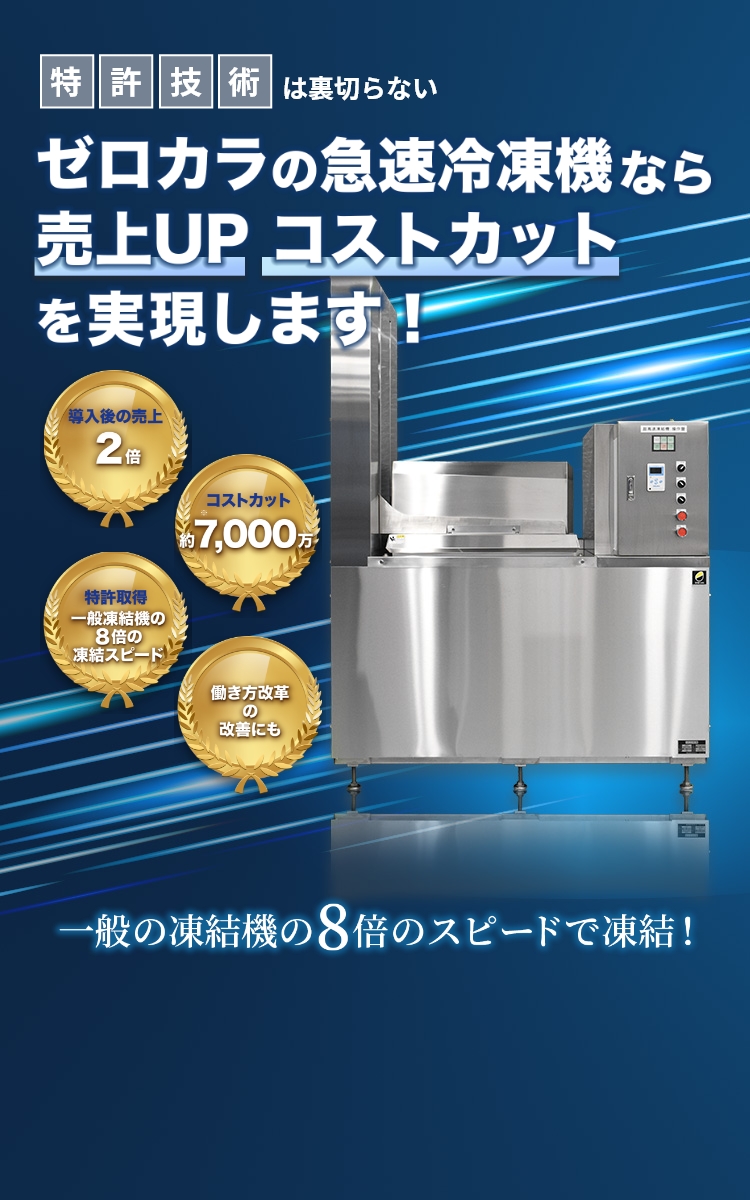 特許技術は裏切らない
ゼロカラの急速冷凍機なら
売上UP コストカット
を実現します！
導入後の売上
2倍
コストカット
※
約7,000万
特許取得
一般凍結機の
8倍の
凍結スピード
働き方改革
の
改善にも
一般の凍結機の8倍のスピードで凍結！